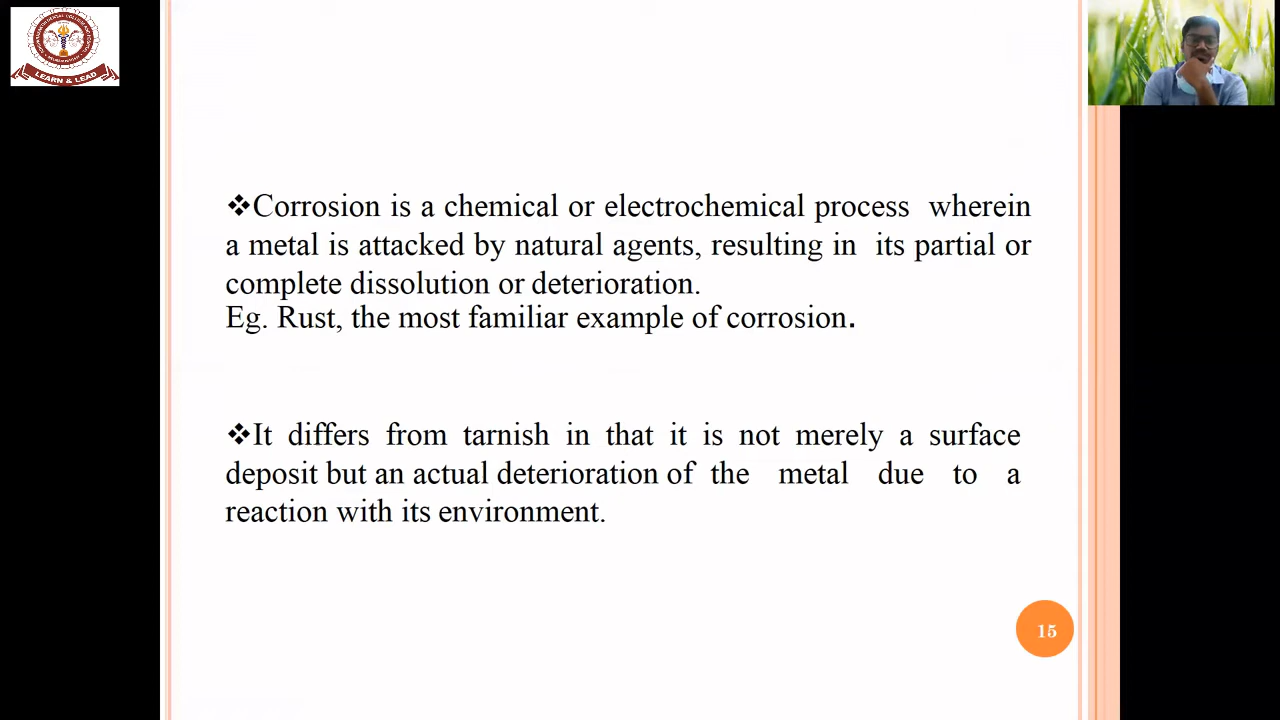 LEARN & LEAD
❖Corrosion is a chemical or electrochemical process wherein
a metal is attacked by natural agents, resulting in its partial or
complete dissolution or deterioration.
Eg. Rust, the most familiar example of corrosion.
❖It differs from tarnish in that it is not merely a surface
deposit but an actual deterioration of the metal due to a
reaction with its environment.
15